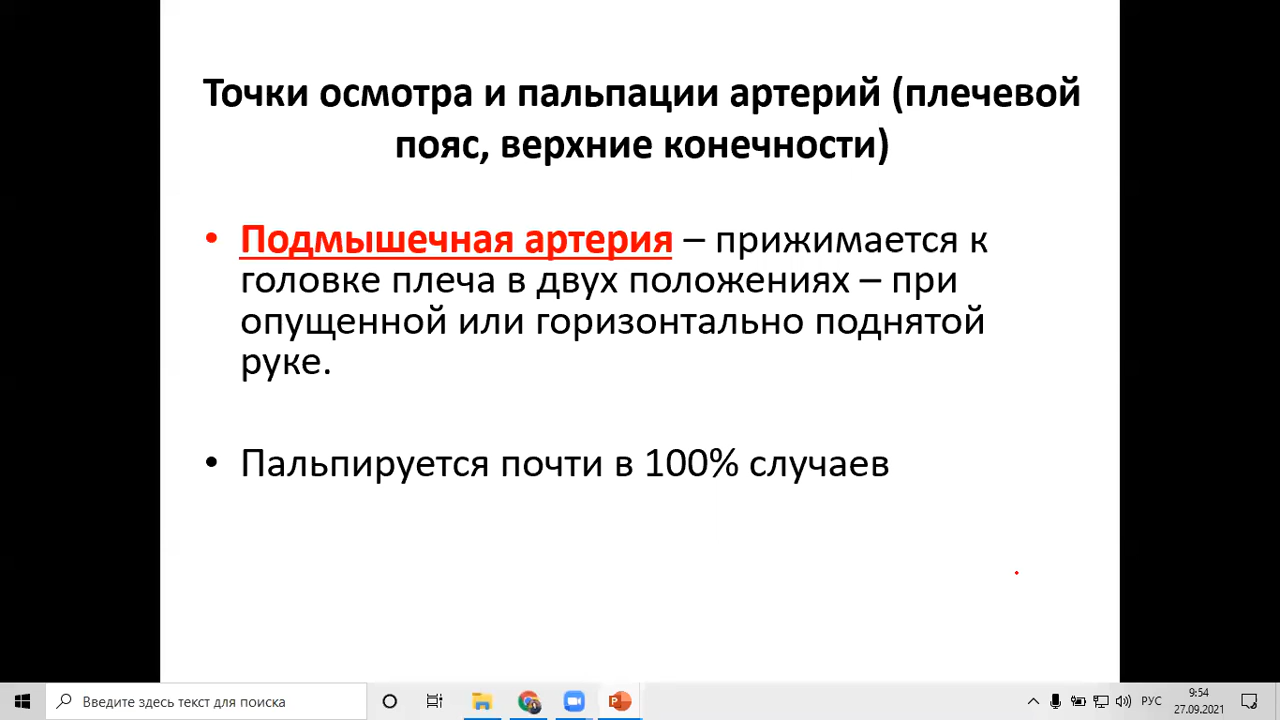 Точки осмотра и пальпации артерий (плечевой
пояс, верхние конечности)
• Подмышечная артерия – прижимается к
головке плеча в двух положениях – при
опущенной или горизонтально поднятой
руке.
• Пальпируется почти в 100% случаев
Введите здесь текст для поиска
РУС
9:54
27.09.2021